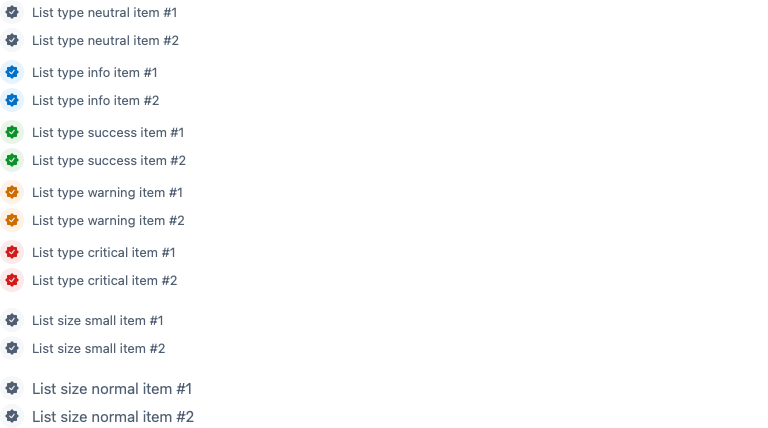 List type neutral item #1
List type neutral item #2
List type info item #1
List type info item #2
List type success item #1
List type success item #2
List type warning item #1
List type warning item #2
List type critical item #1
List type critical item #2
List size small item #1
List size small item #2
List size normal item #1
List size normal item #2